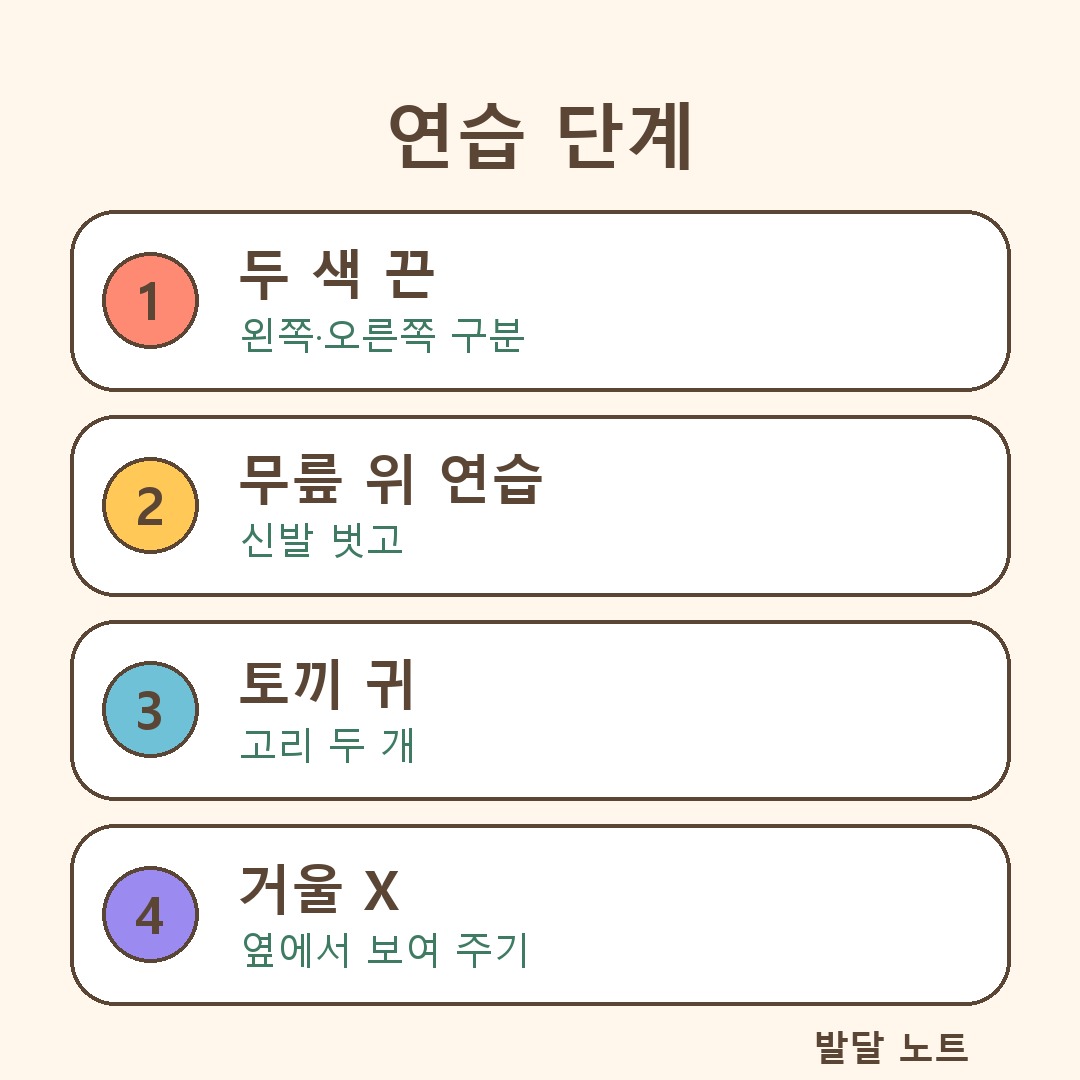 연습 단계
1
두 색 끈
왼쪽·오른쪽 구분
2
무릎 위 연습
신발 벗고
3
토끼 귀
고리 두 개
4
거울 X
옆에서 보여 주기
발달 노트